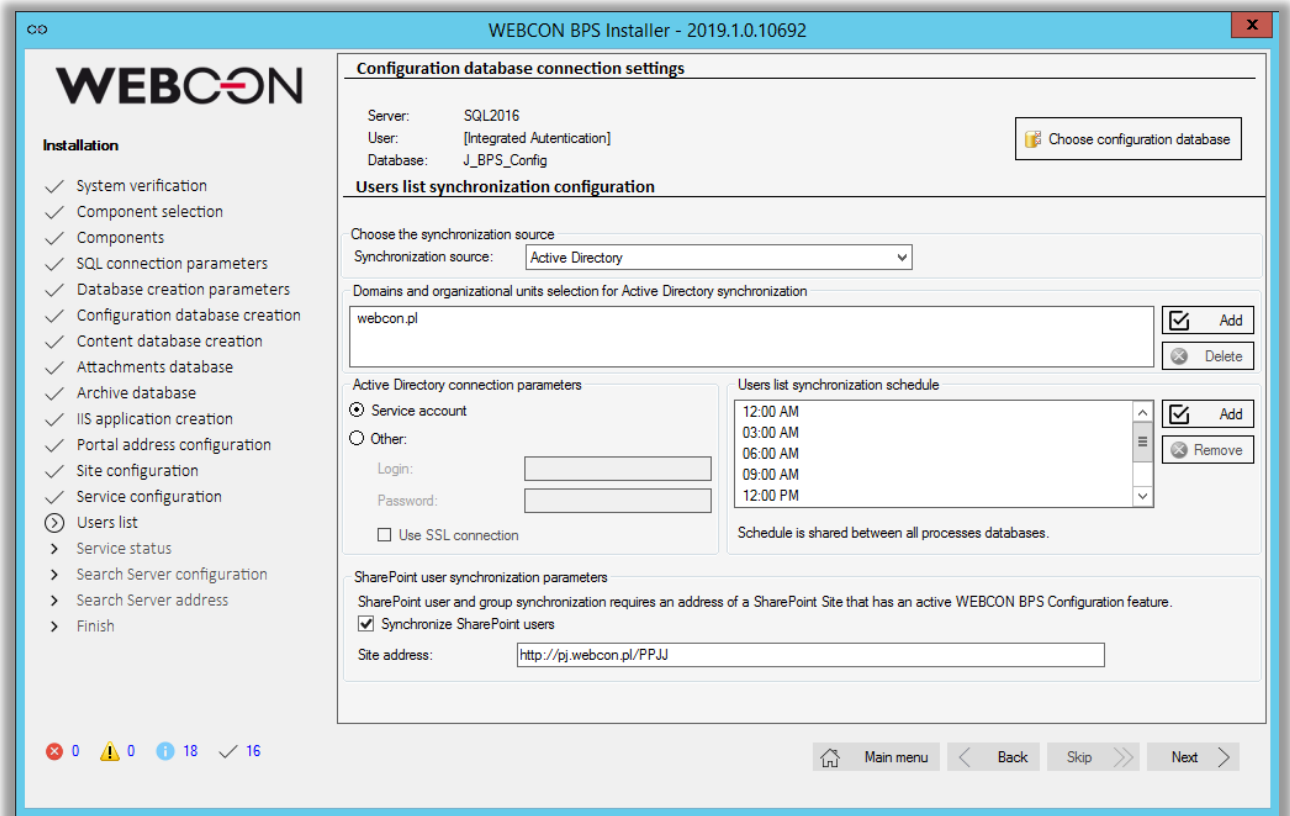 WEBCON BPS Installer - 2019.1.0.10692
x
WEBCON
Installation
System verification
Component selection
Components
SQL connection parameters
Database creation parameters
Configuration database creation
Content database creation
Attachments database
Archive database
IIS application creation
Portal address configuration
Site configuration
Service configuration
Users list
Service status
Search Server configuration
Search Server address
Finish
0 0 18 16
Configuration database connection settings
Server: SQL2016
User: [Integrated Autentication]
Database: J_BPS_Config
Choose configuration database
Users list synchronization configuration
Choose the synchronization source
Synchronization source: Active Directory
Domains and organizational units selection for Active Directory synchronization
webcon.pl
Add
Delete
Active Directory connection parameters
Service account
Other:
Login:
Password:
Use SSL connection
Users list synchronization schedule
12:00 AM
03:00 AM
06:00 AM
09:00 AM
12:00 PM
Add
Remove
Schedule is shared between all processes databases.
SharePoint user synchronization parameters
SharePoint user and group synchronization requires an address of a SharePoint Site that has an active WEBCON BPS Configuration feature.
Synchronize SharePoint users
Site address: http://pj.webcon.pl/PPJJ
Main menu Back Skip Next